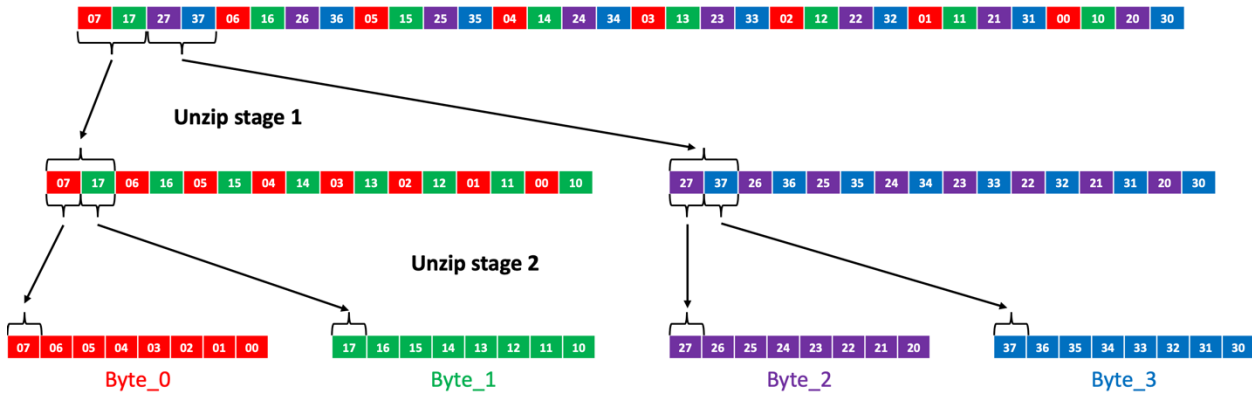 07 17 27 37 06 16 26 36 05 15 25 35 04 14 24 34 03 13 23 33 02 12 22 32 01 11 21 31 00 10 20 30
Unzip stage 1
07 17 06 16 05 15 04 14 03 13 02 12 01 11 00 10
27 37 26 36 25 35 24 34 23 33 22 32 21 31 20 30
Unzip stage 2
07 06 05 04 03 02 01 00
17 16 15 14 13 12 11 10
27 26 25 24 23 22 21 20
37 36 35 34 33 32 31 30
Byte_0
Byte_1
Byte_2
Byte_3